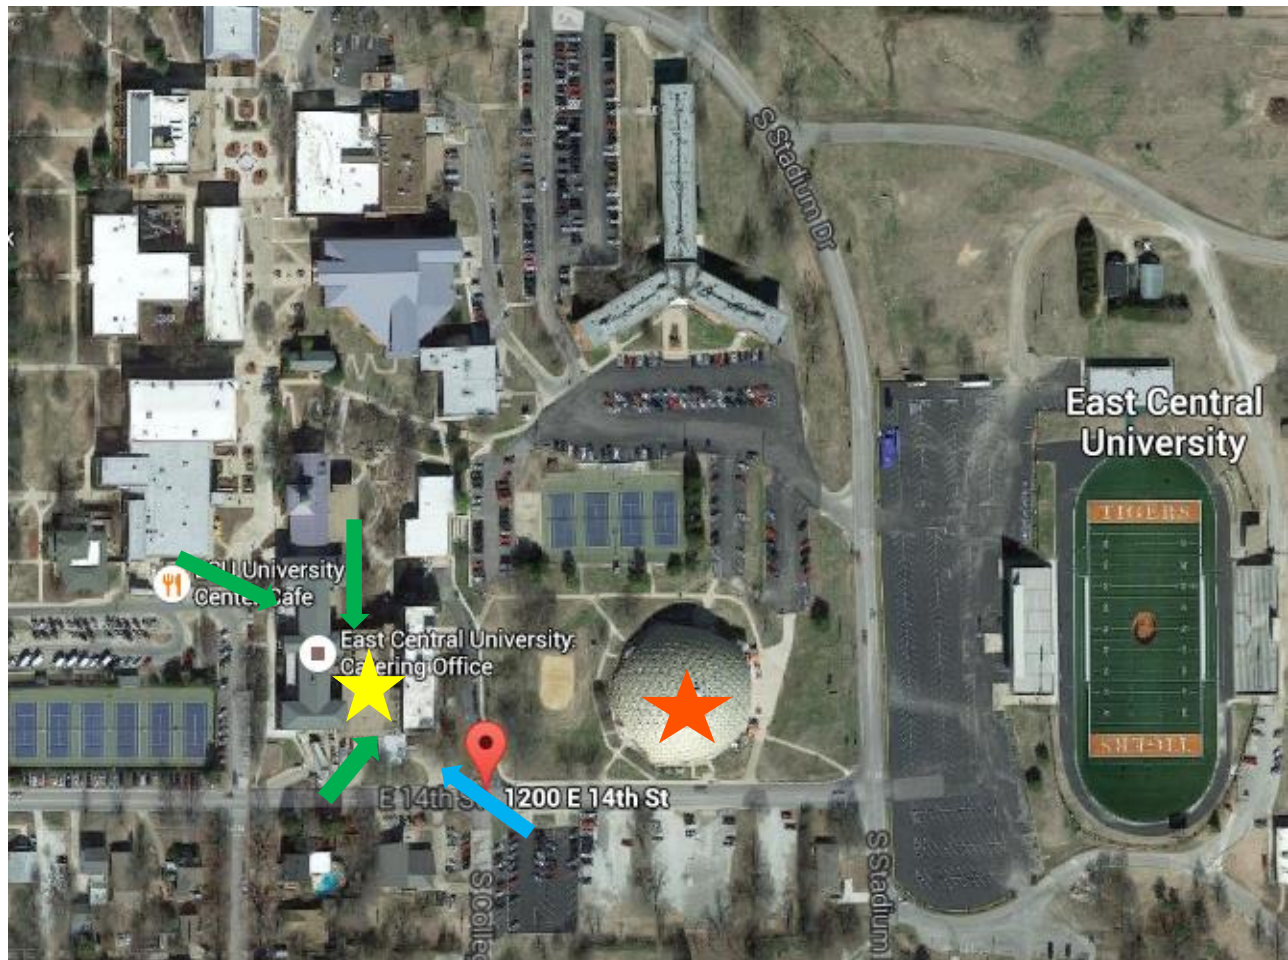 S Stadium Dr
East Central
University
TIGERS
ECU University
Center Cafe
East Central University:
Catering Office
TIGERS
E 14th St
1200 E 14th St
S Stadium